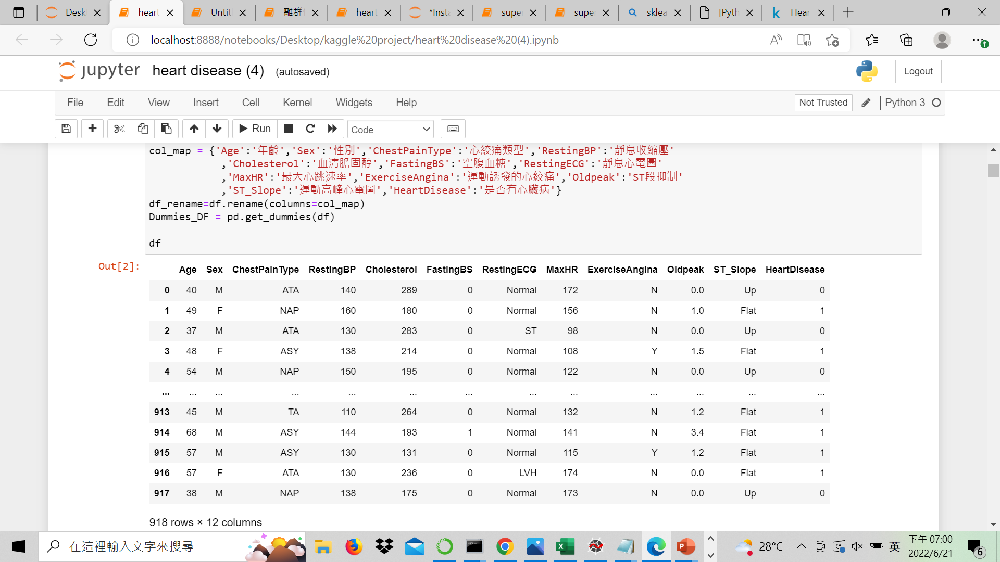 Desk heart Untit 離群 heart *Insta super super sklea [Pyth Hear
localhost:8888/notebooks/Desktop/kaggle%20project/heart%20disease%20(4).ipynb
jupyter heart disease (4) (autosaved) Logout
File Edit View Insert Cell Kernel Widgets Help Not Trusted Python 3
Run Code
col_map = {'Age':'年齡','Sex':'性別','ChestPainType':'心絞痛類型','RestingBP':'靜息收縮壓'
,'Cholesterol':'血清膽固醇','FastingBS':'空腹血糖','RestingECG':'靜息心電圖'
,'MaxHR':'最大心跳速率','ExerciseAngina':'運動誘發的心絞痛','Oldpeak':'ST段抑制'
,'ST_Slope':'運動高峰心電圖','HeartDisease':'是否有心臟病'}
df_rename=df.rename(columns=col_map)
Dummies_DF = pd.get_dummies(df)
df
Out[2]:
Age Sex ChestPainType RestingBP Cholesterol FastingBS RestingECG MaxHR ExerciseAngina Oldpeak ST_Slope HeartDisease
0 40 M ATA 140 289 0 Normal 172 N 0.0 Up 0
1 49 F NAP 160 180 0 Normal 156 N 1.0 Flat 1
2 37 M ATA 130 283 0 ST 98 N 0.0 Up 0
3 48 F ASY 138 214 0 Normal 108 Y 1.5 Flat 1
4 54 M NAP 150 195 0 Normal 122 N 0.0 Up 0
... ... ... ... ... ... ... ... ... ... ... ... ...
913 45 M TA 110 264 0 Normal 132 N 1.2 Flat 1
914 68 M ASY 144 193 1 Normal 141 N 3.4 Flat 1
915 57 M ASY 130 131 0 Normal 115 Y 1.2 Flat 1
916 57 F ATA 130 236 0 LVH 174 N 0.0 Flat 1
917 38 M NAP 138 175 0 Normal 173 N 0.0 Up 0
918 rows × 12 columns
在這裡輸入文字來搜尋 28°C 英 下午 07:00
2022/6/21 6